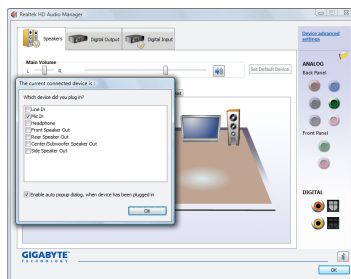 Realtek HD Audio Manager
Speakers
Digital Output
Digital Input
Device advanced
settings
Main Volume
L
R
Set Default Device
ANALOG
Back Panel
The current connected device is :
Which device did you plug in?
Line In
Mic In
Headphone
Front Speaker Out
Rear Speaker Out
Center/Subwoofer Speaker Out
Side Speaker Out
Front Panel
Enable auto popup dialog, when device has been plugged in
OK
DIGITAL
GIGABYTE
TECHNOLOGY
OK